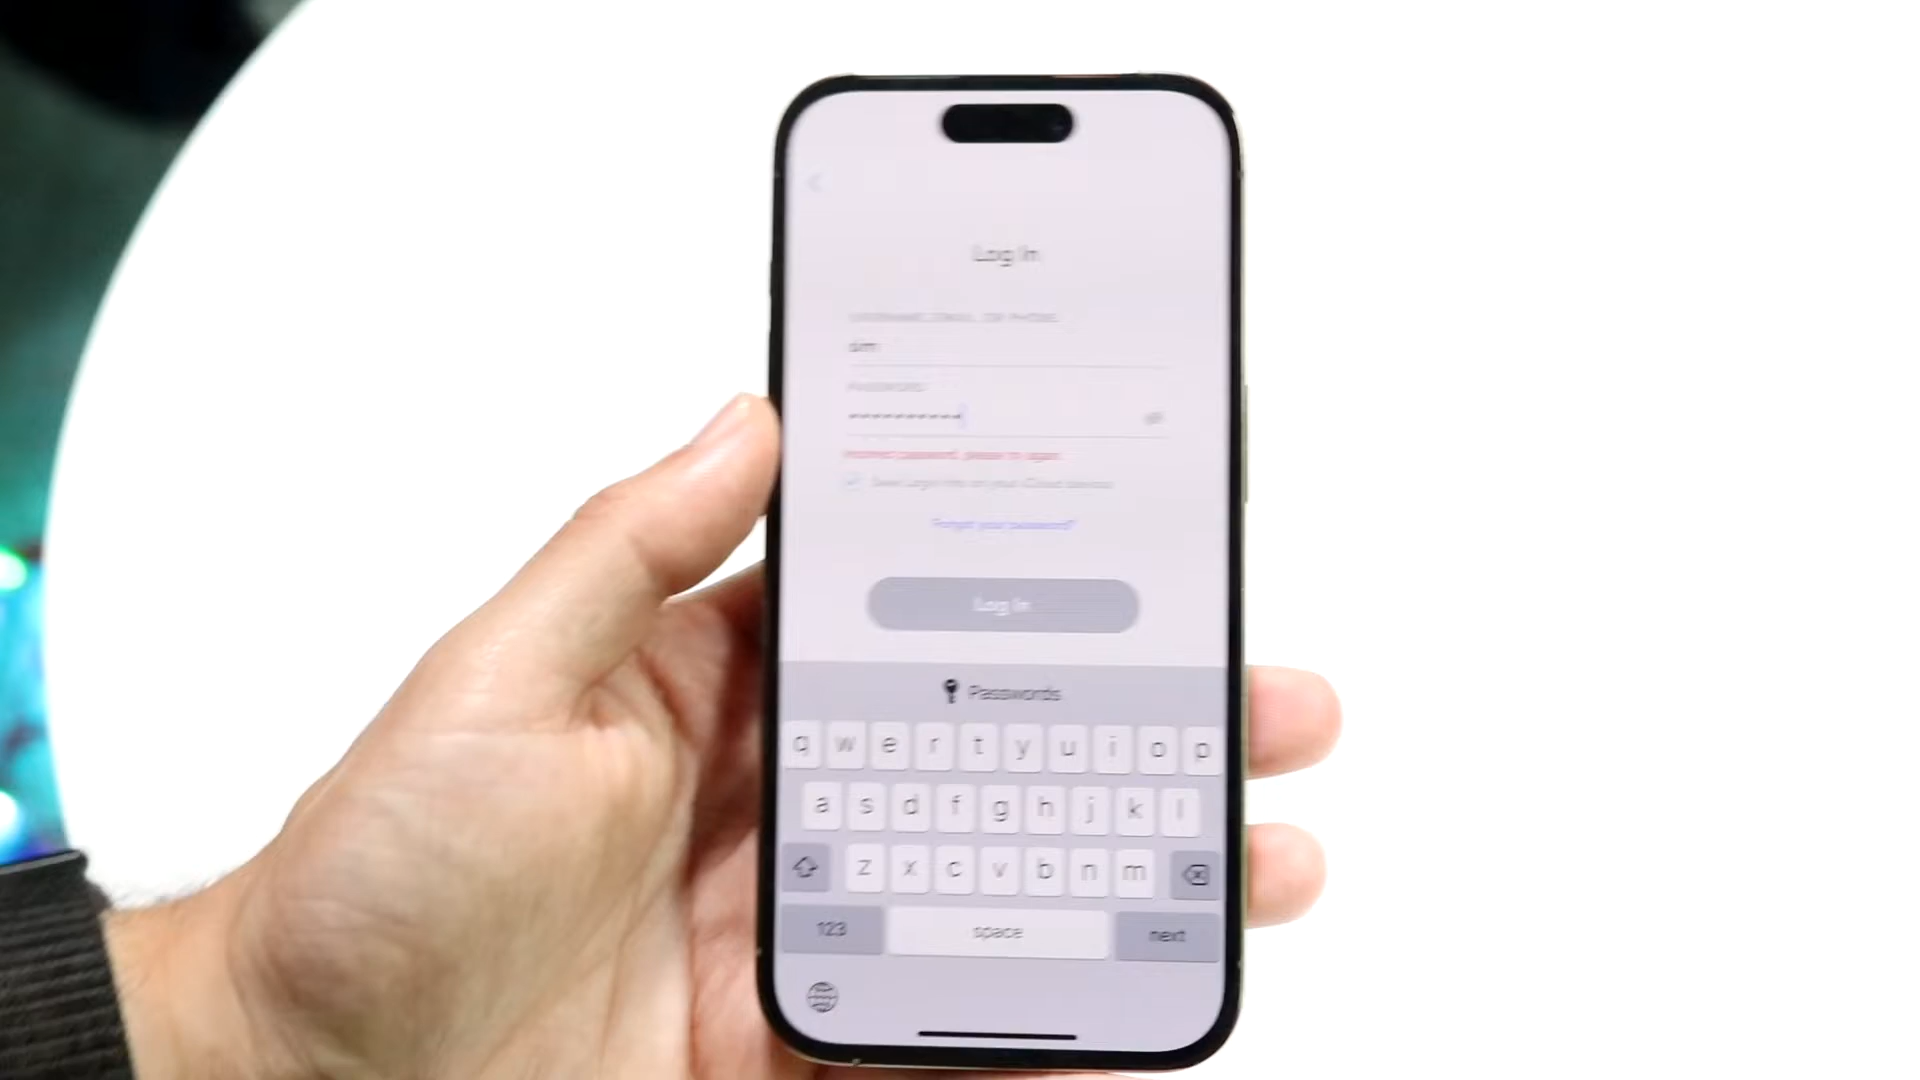 Log In
USERNAME, EMAIL, OR PHONE
PASSWORD
Incorrect password, please try again.
Save Login Info on your iCloud devices
Forgot your password?
Log In
Passwords
q w e r t y u i o p
a s d f g h j k l
z x c v b n m
123 space next